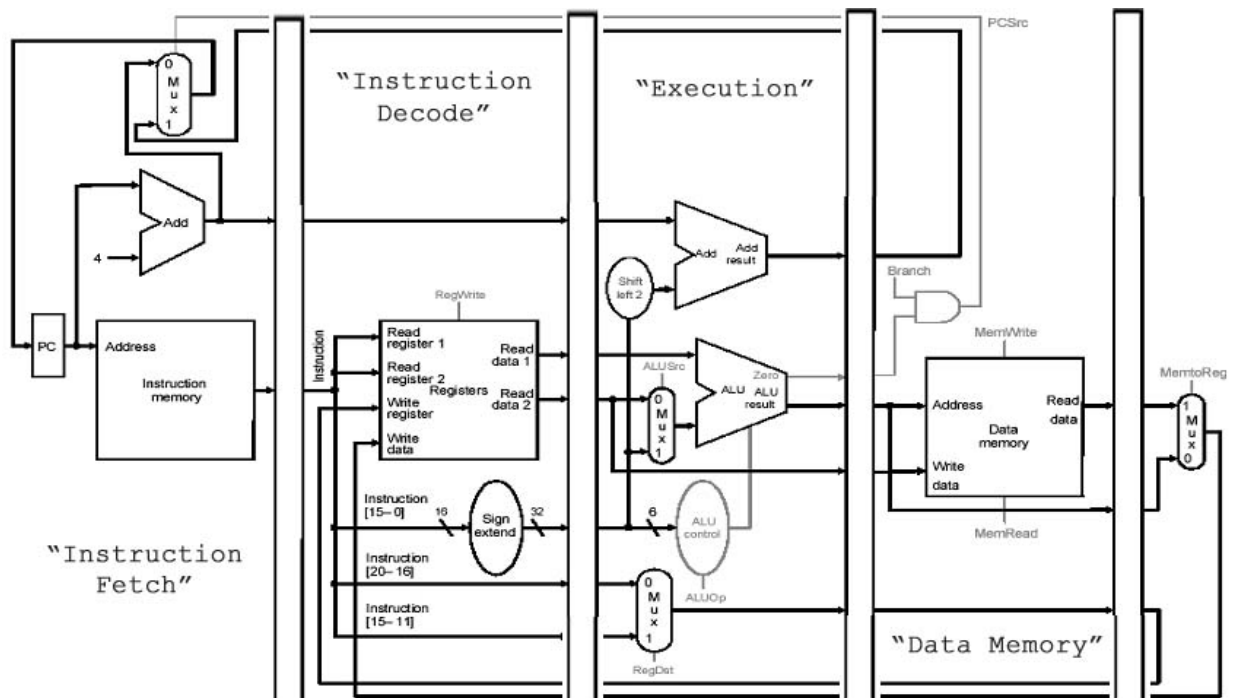 PCSrc
0
M
u
x
1
"Instruction
Decode"
"Execution"
Add
4
Add
Add
result
Shift
left 2
Branch
RegWrite
MemWrite
PC
Address
Instruction
memory
Instruction
Read
register 1
Read
register 2
Write
register
Write
data
Registers
Read
data 1
Read
data 2
ALUSrc
0
M
u
x
1
Zero
ALU
ALU
result
Address
Write
data
Data
memory
Read
data
MemtoReg
1
M
u
x
0
Instruction
[15– 0]
16
Sign
extend
32
6
ALU
control
MemRead
"Instruction
Fetch"
Instruction
[20– 16]
Instruction
[15– 11]
0
M
u
x
1
ALUOp
RegDst
"Data Memory"